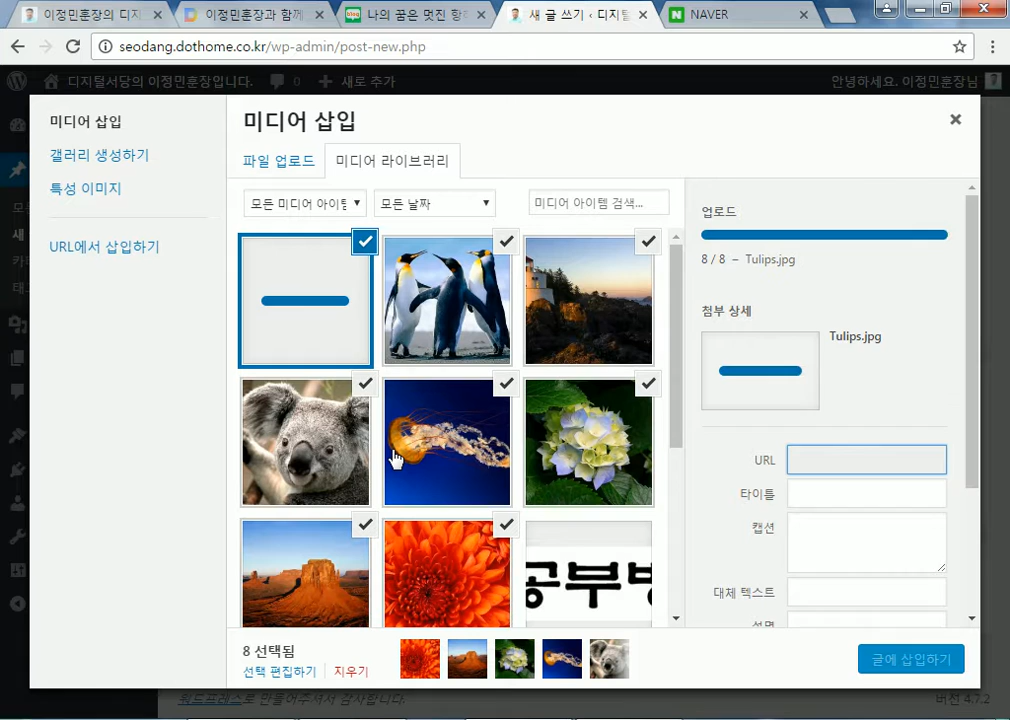 이정민훈장의 디지
이정민훈장과 함께
나의 꿈은 멋진 할
새 글 쓰기 ‹ 디지털
NAVER
seodang.dothome.co.kr/wp-admin/post-new.php
디지털서당의 이정민훈장입니다.
0
새로 추가
안녕하세요. 이정민훈장님
미디어 삽입
갤러리 생성하기
특성 이미지
URL에서 삽입하기
미디어 삽입
파일 업로드
미디어 라이브러리
모든 미디어 아이템
모든 날짜
미디어 아이템 검색...
업로드
8 / 8 – Tulips.jpg
첨부 상세
Tulips.jpg
URL
타이틀
캡션
대체 텍스트
설명
공부방
8 선택됨
선택 편집하기
지우기
글에 삽입하기
워드프레스로 만들어주셔서 감사합니다.
버전 4.7.2